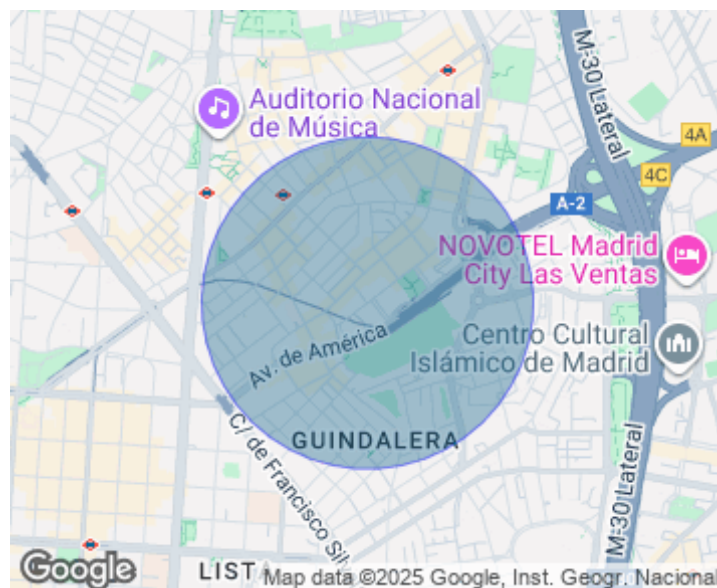 Auditorio Nacional
de Música
M-30 Lateral
4A
4C
A-2
NOVOTEL Madrid
City Las Ventas
Centro Cultural
Islámico de Madrid
Av. de América
GUINDALERA
C/ de Francisco Sil
M-30 Lateral
LIST
Google
Map data ©2025 Google, Inst. Geogr. Nacional